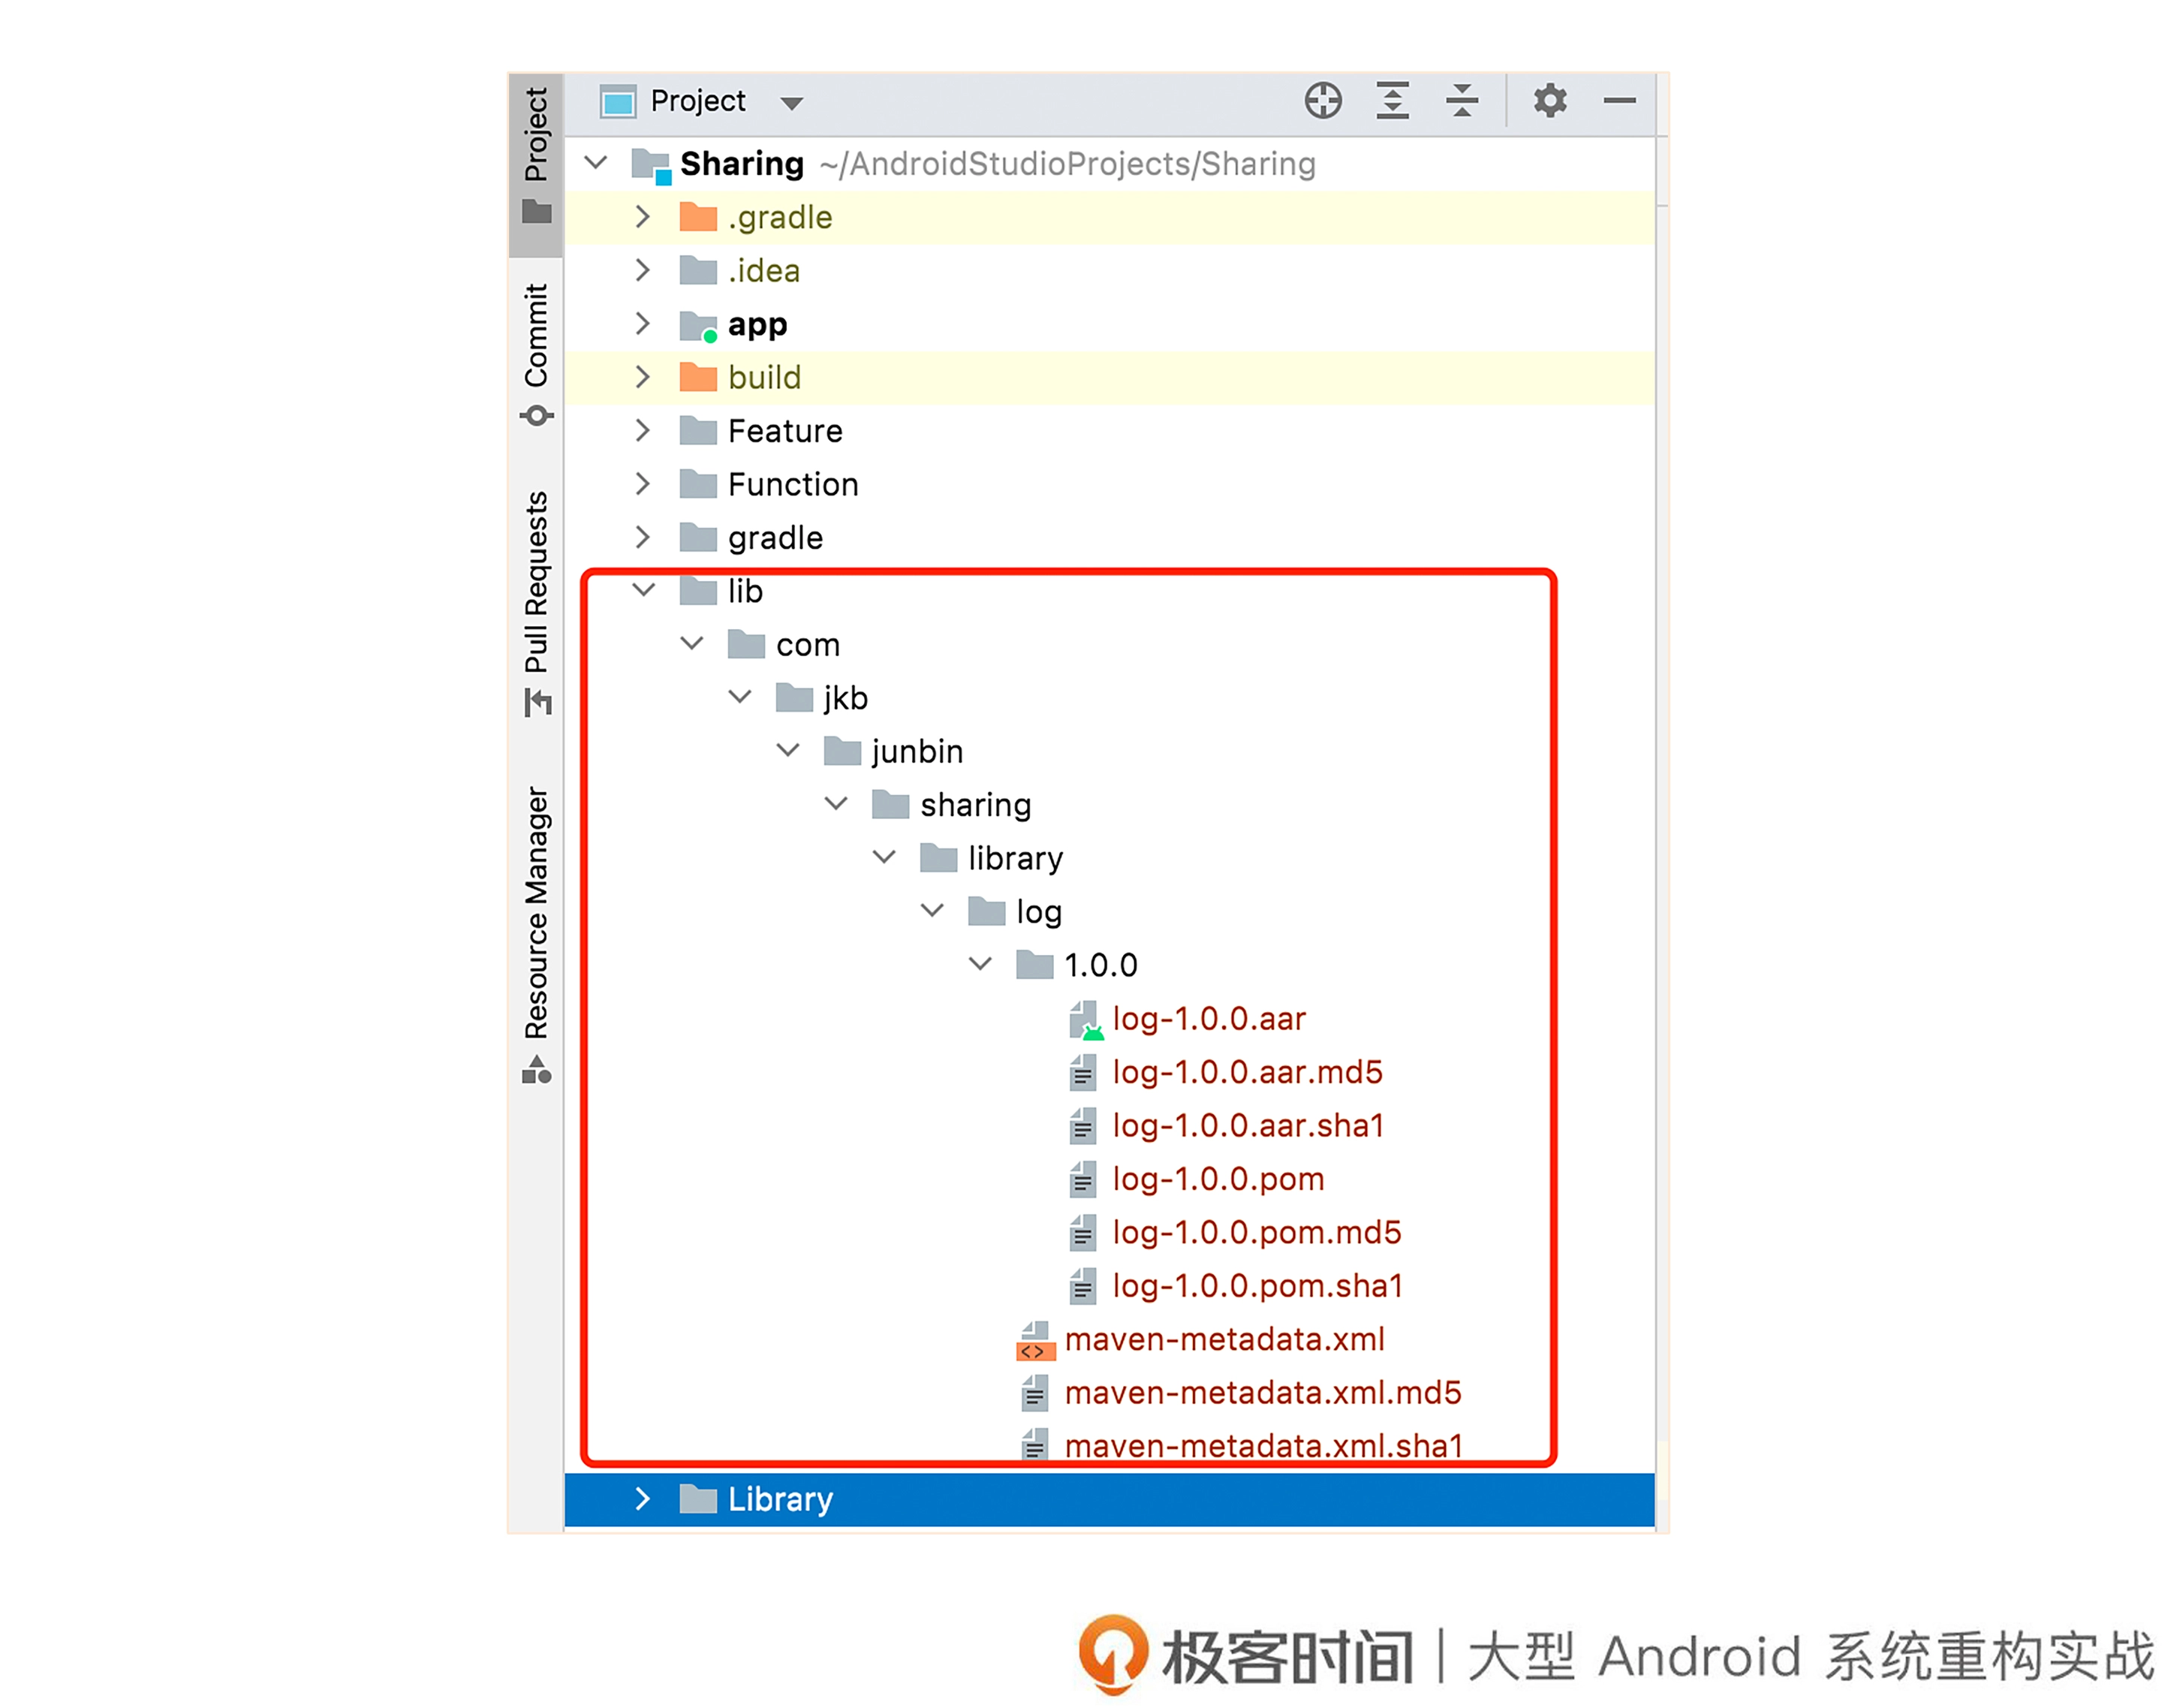 Project
Commit
Pull Requests
Resource Manager
Project
Sharing ~/AndroidStudioProjects/Sharing
.gradle
.idea
app
build
Feature
Function
gradle
lib
com
jkb
junbin
sharing
library
log
1.0.0
log-1.0.0.aar
log-1.0.0.aar.md5
log-1.0.0.aar.sha1
log-1.0.0.pom
log-1.0.0.pom.md5
log-1.0.0.pom.sha1
maven-metadata.xml
maven-metadata.xml.md5
maven-metadata.xml.sha1
Library
极客时间 | 大型 Android 系统重构实战